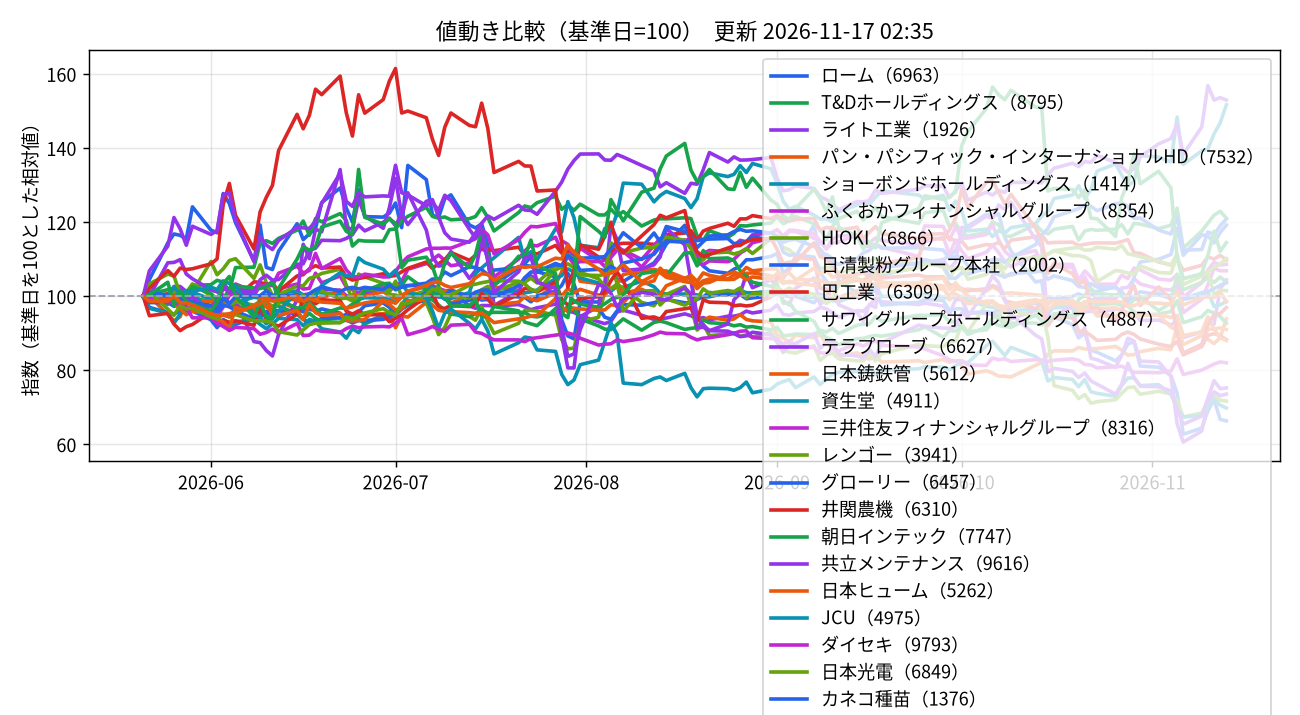 値動き比較（基準日=100） 更新 2026-11-17 02:35
指数（基準日を100とした相対値）
160
140
120
100
80
60
2026-06
2026-07
2026-08
2026-09
2026-10
2026-11
ローム（6963）
T&Dホールディングス（8795）
ライト工業（1926）
パン・パシフィック・インターナショナルHD（7532）
ショーボンドホールディングス（1414）
ふくおかフィナンシャルグループ（8354）
HIOKI（6866）
日清製粉グループ本社（2002）
巴工業（6309）
サワイグループホールディングス（4887）
テラプローブ（6627）
日本鋳鉄管（5612）
資生堂（4911）
三井住友フィナンシャルグループ（8316）
レンゴー（3941）
グローリー（6457）
井関農機（6310）
朝日インテック（7747）
共立メンテナンス（9616）
日本ヒューム（5262）
JCU（4975）
ダイセキ（9793）
日本光電（6849）
カネコ種苗（1376）